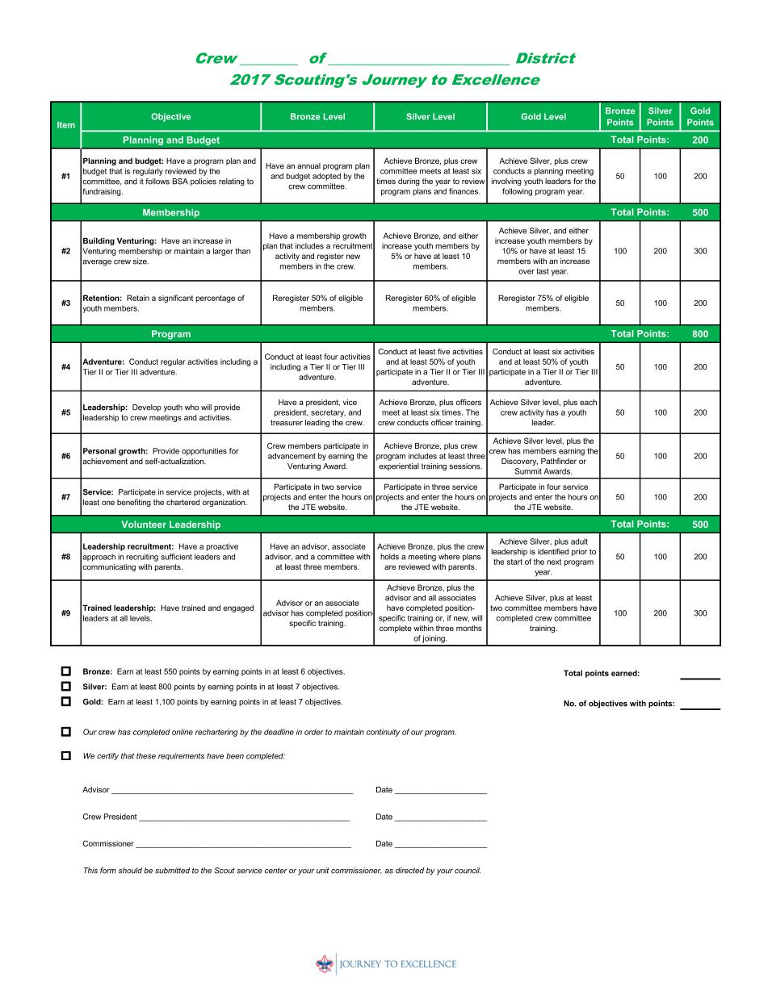 Crew ________ of ___________________ District
2017 Scouting's Journey to Excellence
Item Objective Bronze Level Silver Level Gold Level Bronze Points Silver Points Gold Points
Planning and Budget Total Points: 200
#1
Planning and budget: Have a program plan and
budget that is regularly reviewed by the
committee, and it follows BSA policies relating to
fundraising.
Have an annual program plan
and budget adopted by the
crew committee.
Achieve Bronze, plus crew
committee meets at least six
times during the year to review
program plans and finances.
Achieve Silver, plus crew
conducts a planning meeting
involving youth leaders for the
following program year.
50 100 200
Membership Total Points: 500
#2
Building Venturing: Have an increase in
Venturing membership or maintain a larger than
average crew size.
Have a membership growth
plan that includes a recruitment
activity and register new
members in the crew.
Achieve Bronze, and either
increase youth members by
5% or have at least 10
members.
Achieve Silver, and either
increase youth members by
10% or have at least 15
members with an increase
over last year.
100 200 300
#3
Retention: Retain a significant percentage of
youth members.
Reregister 50% of eligible
members.
Reregister 60% of eligible
members.
Reregister 75% of eligible
members.
50 100 200
Program Total Points: 800
#4
Adventure: Conduct regular activities including a
Tier II or Tier III adventure.
Conduct at least four activities
including a Tier II or Tier III
adventure.
Conduct at least five activities
and at least 50% of youth
participate in a Tier II or Tier III
adventure.
Conduct at least six activities
and at least 50% of youth
participate in a Tier II or Tier III
adventure.
50 100 200
#5
Leadership: Develop youth who will provide
leadership to crew meetings and activities.
Have a president, vice
president, secretary, and
treasurer leading the crew.
Achieve Bronze, plus officers
meet at least six times. The
crew conducts officer training.
Achieve Silver level, plus each
crew activity has a youth
leader.
50 100 200
#6
Personal growth: Provide opportunities for
achievement and self-actualization.
Crew members participate in
advancement by earning the
Venturing Award.
Achieve Bronze, plus crew
program includes at least three
experiential training sessions.
Achieve Silver level, plus the
crew has members earning the
Discovery, Pathfinder or
Summit Awards.
50 100 200
#7
Service: Participate in service projects, with at
least one benefiting the chartered organization.
Participate in two service
projects and enter the hours on
the JTE website.
Participate in three service
projects and enter the hours on
the JTE website.
Participate in four service
projects and enter the hours on
the JTE website.
50 100 200
Volunteer Leadership Total Points: 500
#8
Leadership recruitment: Have a proactive
approach in recruiting sufficient leaders and
communicating with parents.
Have an advisor, associate
advisor, and a committee with
at least three members.
Achieve Bronze, plus the crew
holds a meeting where plans
are reviewed with parents.
Achieve Silver, plus adult
leadership is identified prior to
the start of the next program
year.
50 100 200
#9
Trained leadership: Have trained and engaged
leaders at all levels.
Advisor or an associate
advisor has completed position-
specific training.
Achieve Bronze, plus the
advisor and all associates
have completed position-
specific training or, if new, will
complete within three months
of joining.
Achieve Silver, plus at least
two committee members have
completed crew committee
training.
100 200 300
Bronze: Earn at least 550 points by earning points in at least 6 objectives.
Total points earned:
Silver: Earn at least 800 points by earning points in at least 7 objectives.
Gold: Earn at least 1,100 points by earning points in at least 7 objectives.
No. of objectives with points:
Our crew has completed online rechartering by the deadline in order to maintain continuity of our program.
We certify that these requirements have been completed:
Advisor ____________________ Date ____________________
Crew President ____________________ Date ____________________
Commissioner ____________________ Date ____________________
This form should be submitted to the Scout service center or your unit commissioner, as directed by your council.
JOURNEY TO EXCELLENCE